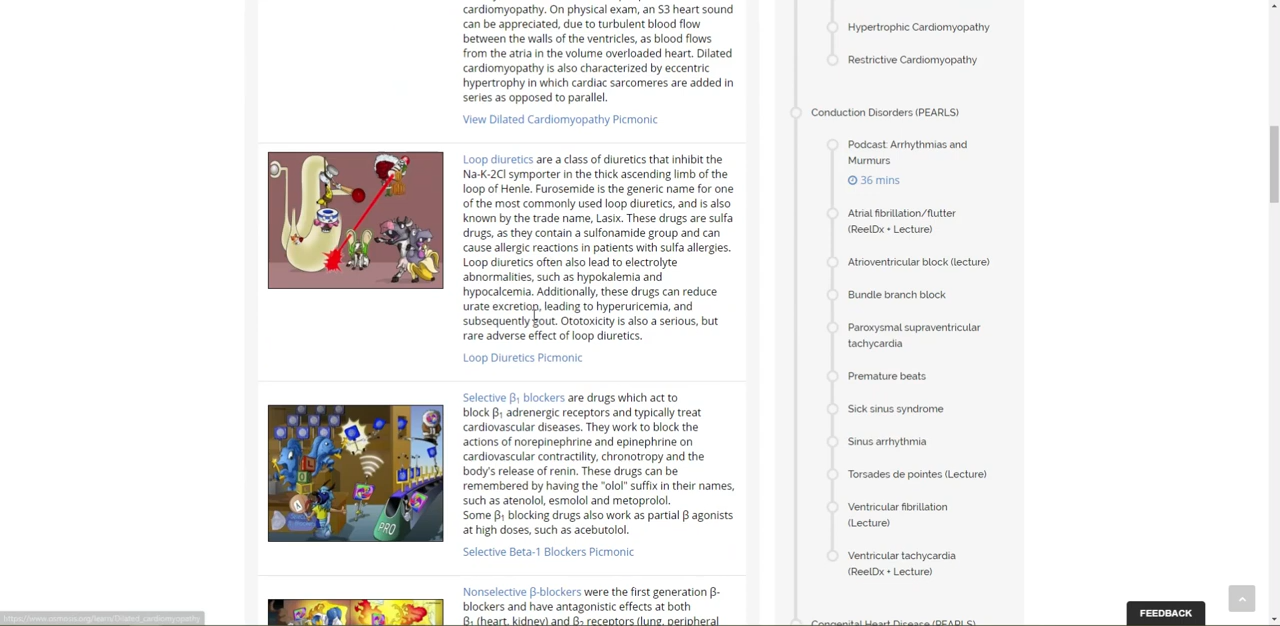 cardiomyopathy. On physical exam, an S3 heart sound
can be appreciated, due to turbulent blood flow
between the walls of the ventricles, as blood flows
from the atria in the volume overloaded heart. Dilated
cardiomyopathy is also characterized by eccentric
hypertrophy in which cardiac sarcomeres are added in
series as opposed to parallel.
View Dilated Cardiomyopathy Picmonic
Loop diuretics are a class of diuretics that inhibit the
Na-K-2Cl symporter in the thick ascending limb of the
loop of Henle. Furosemide is the generic name for one
of the most commonly used loop diuretics, and is also
known by the trade name, Lasix. These drugs are sulfa
drugs, as they contain a sulfonamide group and can
cause allergic reactions in patients with sulfa allergies.
Loop diuretics often also lead to electrolyte
abnormalities, such as hypokalemia and
hypocalcemia. Additionally, these drugs can reduce
urate excretion, leading to hyperuricemia, and
subsequently gout. Ototoxicity is also a serious, but
rare adverse effect of loop diuretics.
Loop Diuretics Picmonic
Selective β1 blockers are drugs which act to
block β1 adrenergic receptors and typically treat
cardiovascular diseases. They work to block the
actions of norepinephrine and epinephrine on
cardiovascular contractility, chronotropy and the
body's release of renin. These drugs can be
remembered by having the "olol" suffix in their names,
such as atenolol, esmolol and metoprolol.
Some β1 blocking drugs also work as partial β agonists
at high doses, such as acebutolol.
Selective Beta-1 Blockers Picmonic
PRO
Nonselective β-blockers were the first generation β-
blockers and have antagonistic effects at both
β1 (heart, kidney) and β2 receptors (lung, peripheral
Hypertrophic Cardiomyopathy
Restrictive Cardiomyopathy
Conduction Disorders (PEARLS)
Podcast: Arrhythmias and
Murmurs
36 mins
Atrial fibrillation/flutter
(ReelDx + Lecture)
Atrioventricular block (lecture)
Bundle branch block
Paroxysmal supraventricular
tachycardia
Premature beats
Sick sinus syndrome
Sinus arrhythmia
Torsades de pointes (Lecture)
Ventricular fibrillation
(Lecture)
Ventricular tachycardia
(ReelDx + Lecture)
Congenital Heart Disease (PEARLS)
FEEDBACK